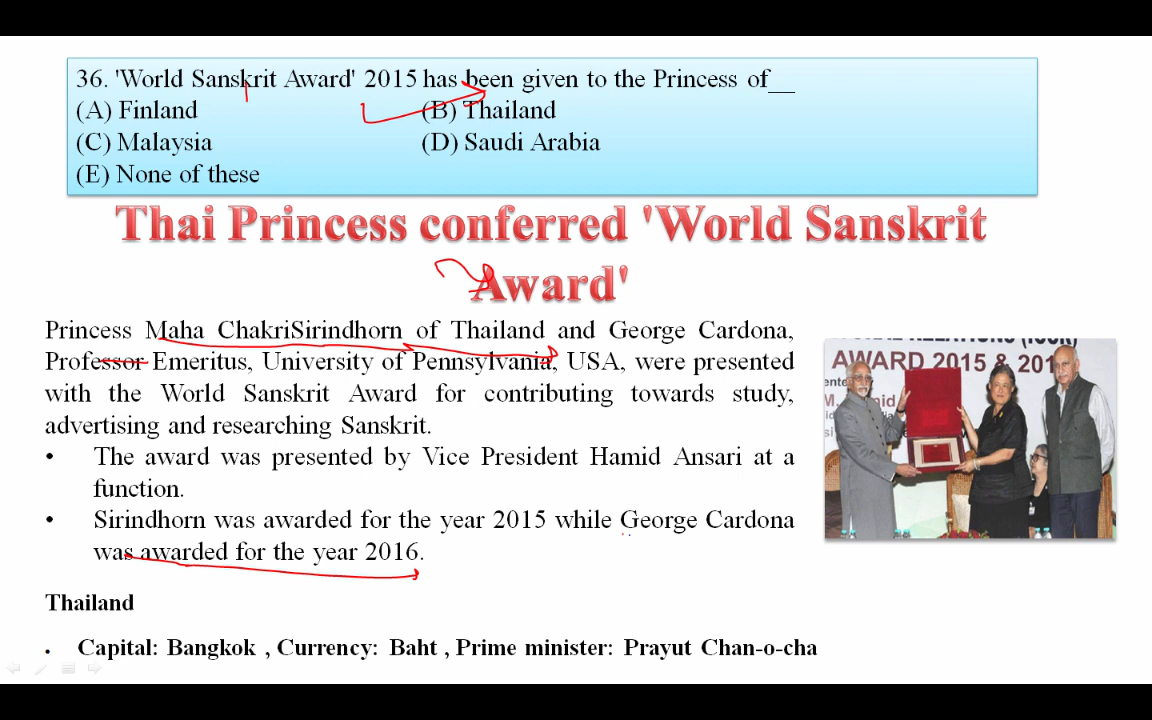 36. 'World Sanskrit Award' 2015 has been given to the Princess of__
(A) Finland (B) Thailand
(C) Malaysia (D) Saudi Arabia
(E) None of these
Thai Princess conferred 'World Sanskrit
Award'
Princess Maha ChakriSirindhorn of Thailand and George Cardona,
Professor Emeritus, University of Pennsylvania, USA, were presented
with the World Sanskrit Award for contributing towards study,
advertising and researching Sanskrit.
• The award was presented by Vice President Hamid Ansari at a
function.
• Sirindhorn was awarded for the year 2015 while George Cardona
was awarded for the year 2016.
AWARD 2015 & 201
Thailand
• Capital: Bangkok , Currency: Baht , Prime minister: Prayut Chan-o-cha